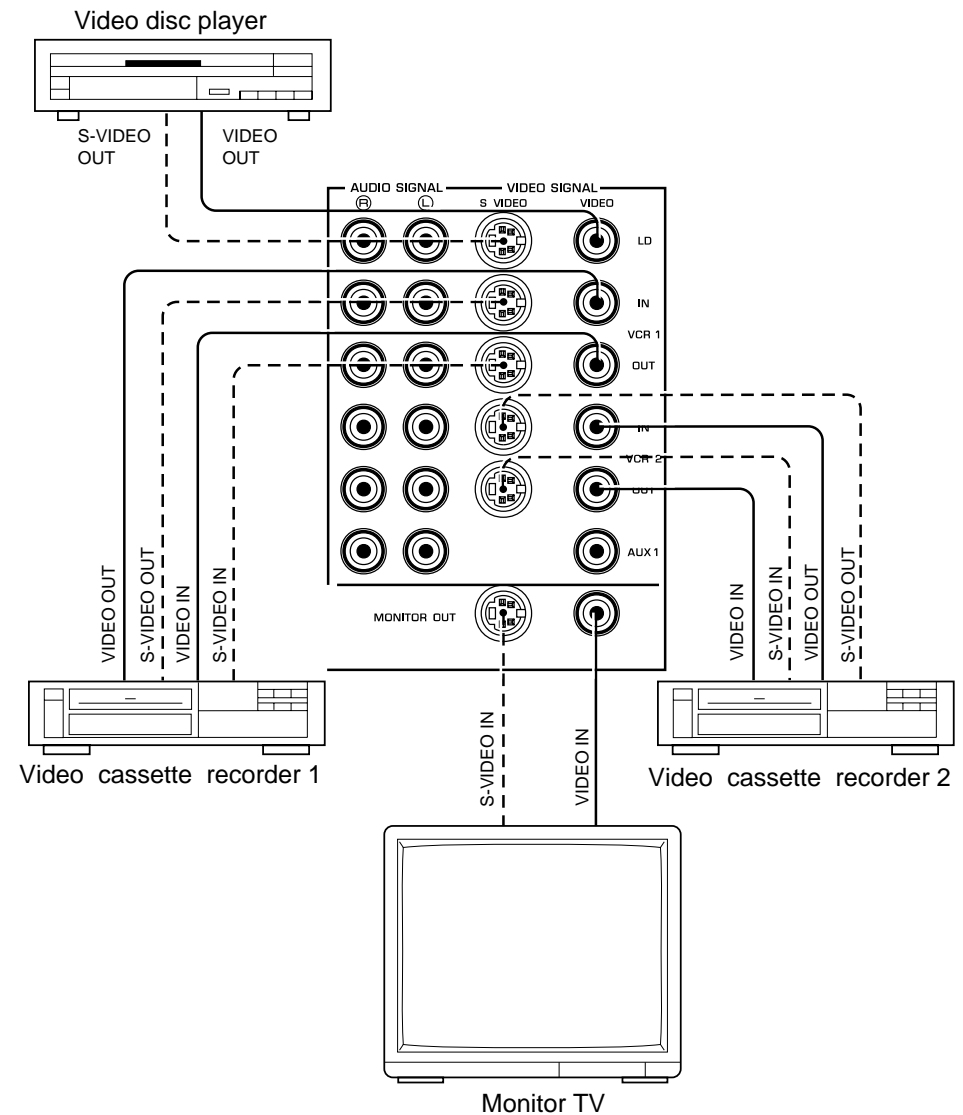 Video disc player
S-VIDEO OUT
VIDEO OUT
AUDIO SIGNAL
VIDEO SIGNAL
R
L
S VIDEO
VIDEO
LD
IN
VCR 1
OUT
IN
VCR 2
OUT
AUX 1
MONITOR OUT
VIDEO OUT
S-VIDEO OUT
VIDEO IN
S-VIDEO IN
VIDEO IN
S-VIDEO IN
VIDEO OUT
S-VIDEO OUT
Video cassette recorder 1
S-VIDEO IN
VIDEO IN
Video cassette recorder 2
Monitor TV